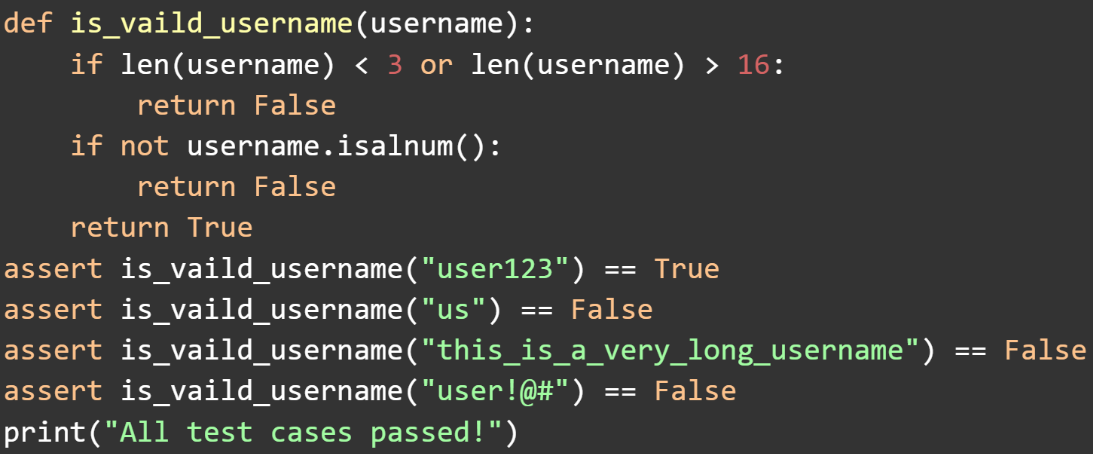 def is_vaild_username(username):
    if len(username) < 3 or len(username) > 16:
        return False
    if not username.isalnum():
        return False
    return True
assert is_vaild_username("user123") == True
assert is_vaild_username("us") == False
assert is_vaild_username("this_is_a_very_long_username") == False
assert is_vaild_username("user!@#") == False
print("All test cases passed!")